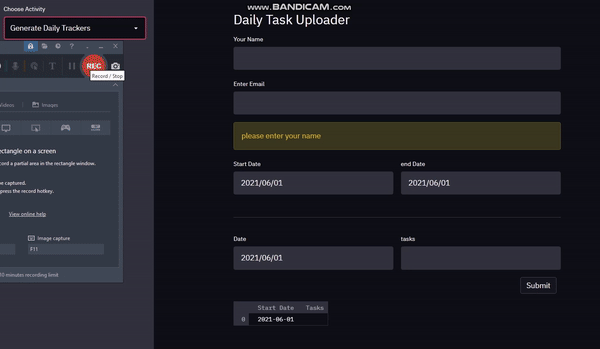 Choose Activity
Generate Daily Trackers
REC
Record / Stop
Videos
Images
rectangle on a screen
record a partial area in the rectangle window.
be captured.
press the record hotkey.
View online help
Image capture
F11
10 minutes recording limit
www.BANDICAM.com
Daily Task Uploader
Your Name
Enter Email
please enter your name
Start Date
end Date
2021/06/01
2021/06/01
Date
tasks
2021/06/01
Submit
Start Date Tasks
0 2021-06-01